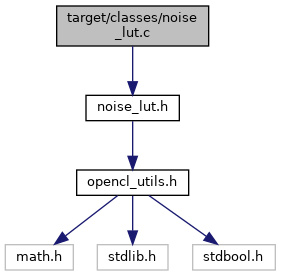 target/classes/noise
_lut.c
noise_lut.h
opencl_utils.h
math.h
stdlib.h
stdbool.h